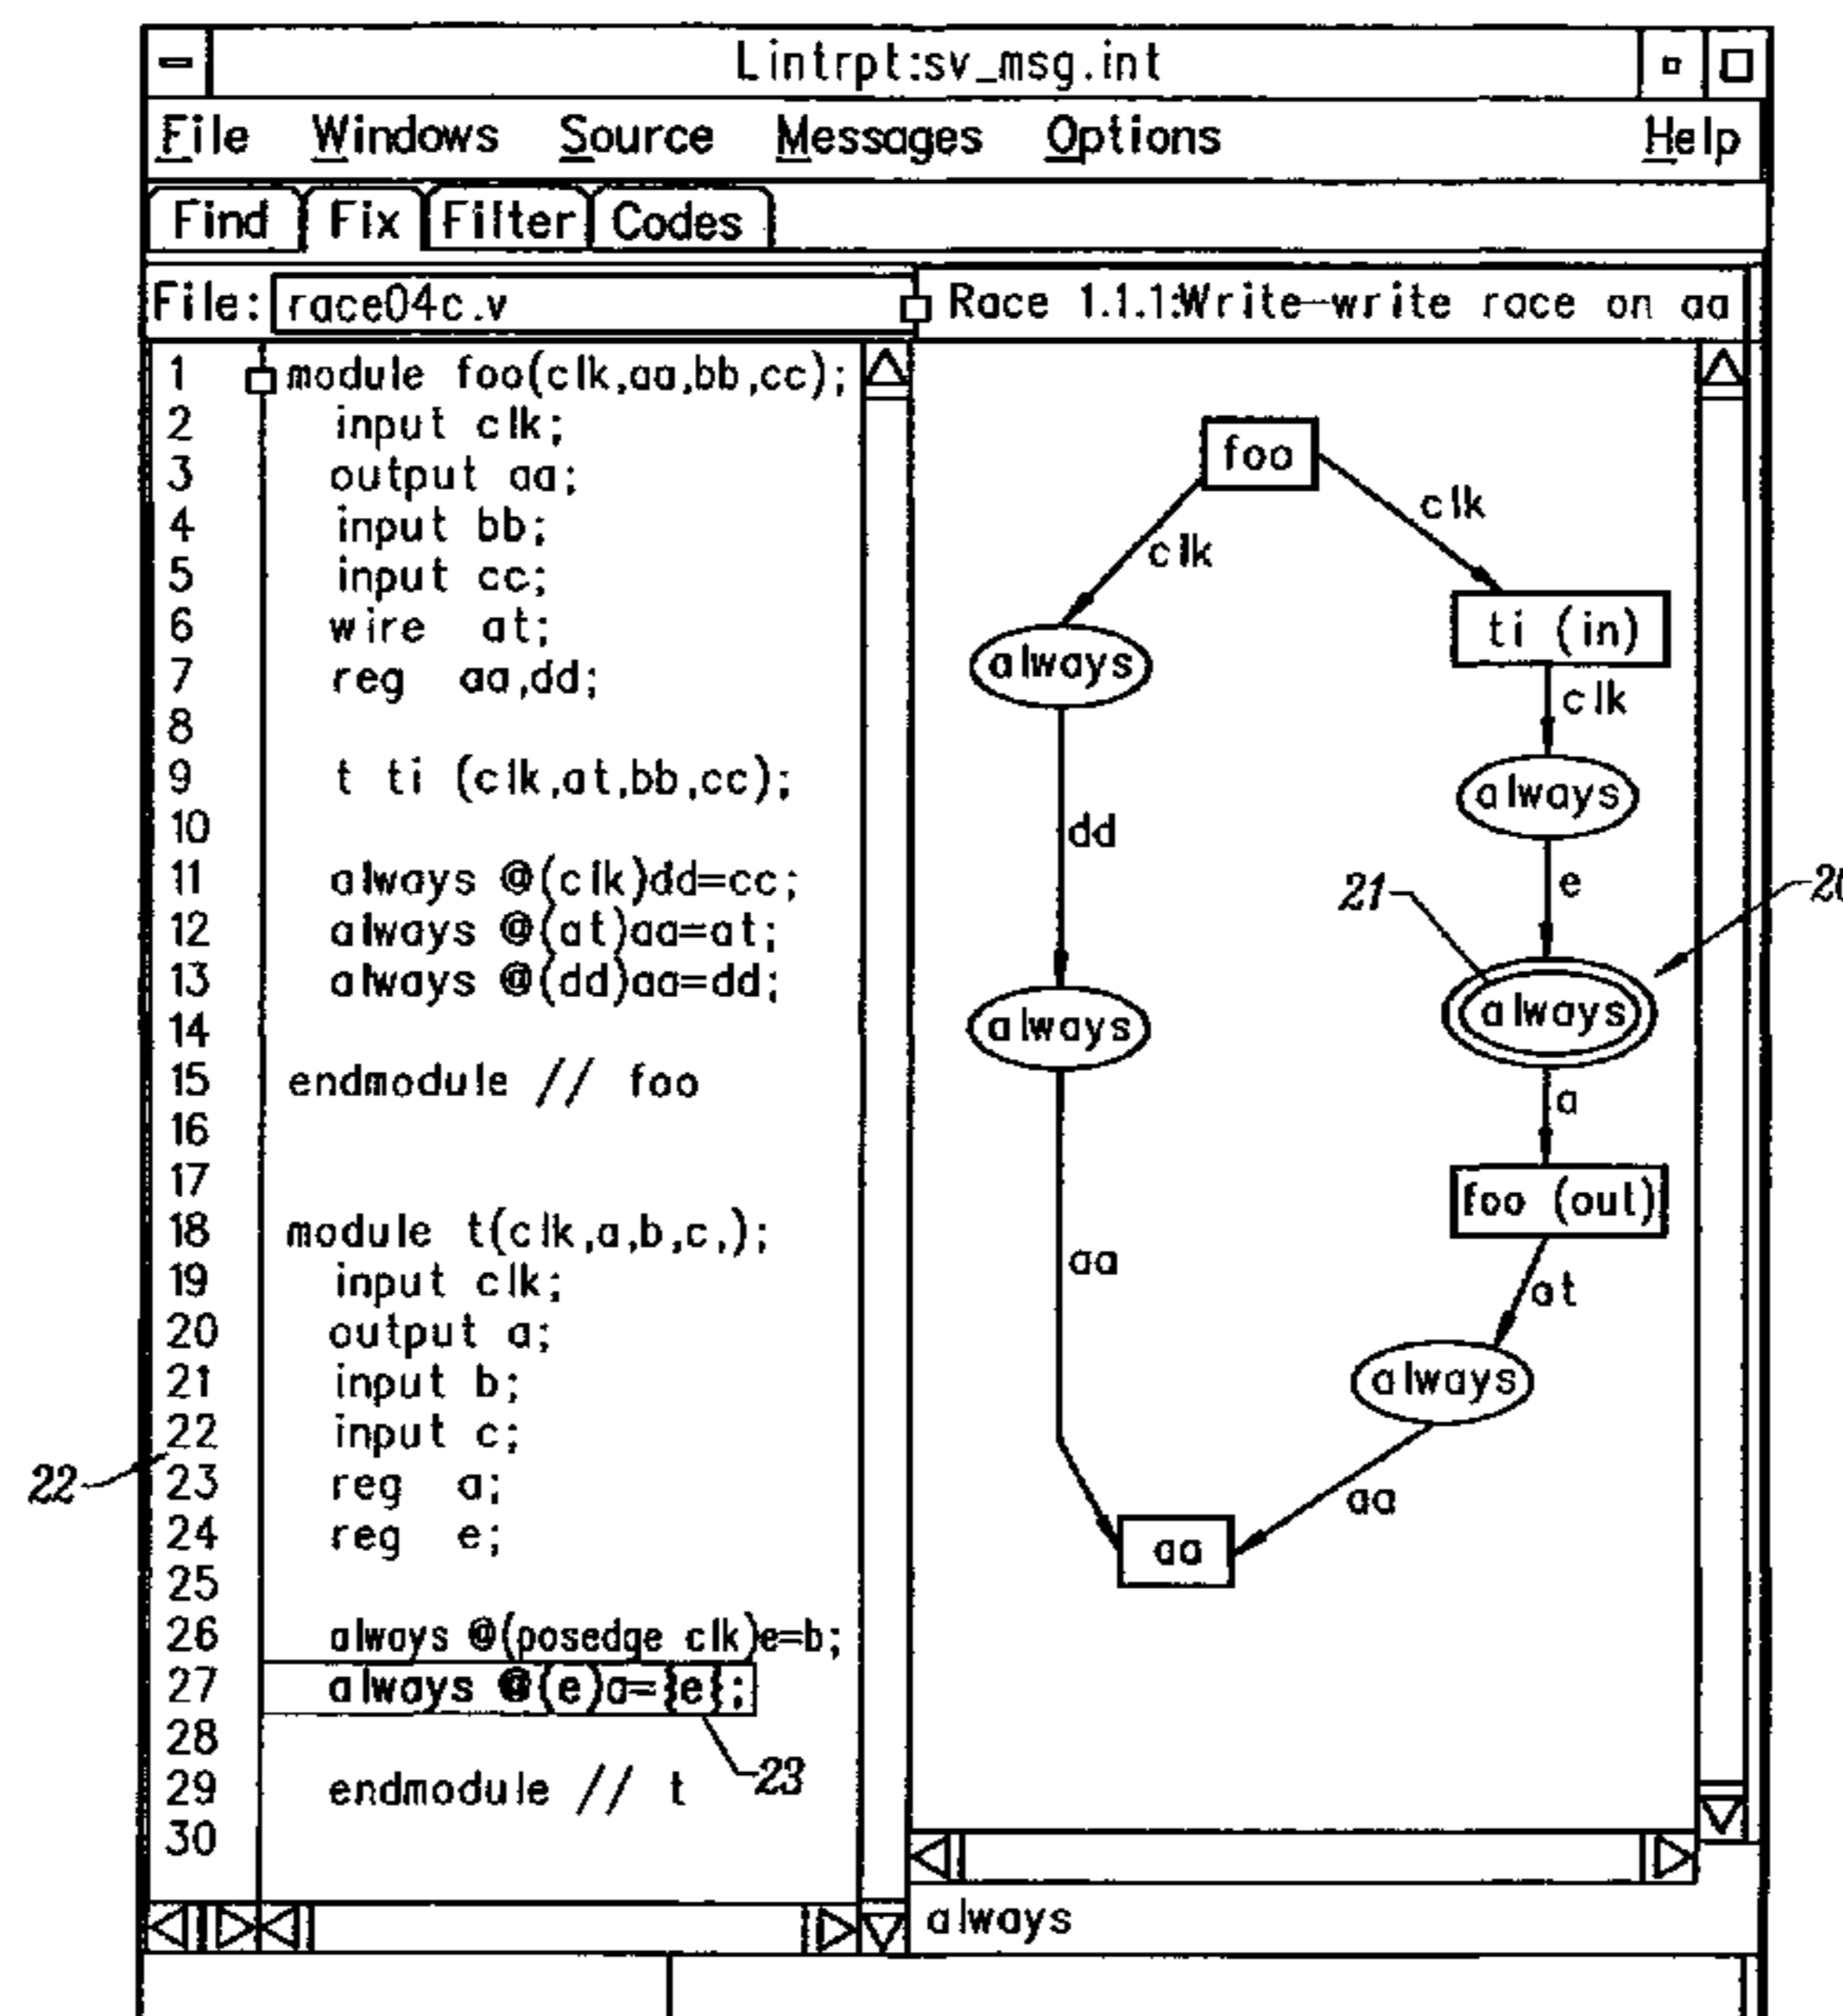 Lintrpt:sv_msg.int
File Windows Source Messages Options Help
Find Fix Filter Codes
File: race04c.v
Race 1.1.1:Write-write race on aa
1 module foo(clk,aa,bb,cc);
2 input clk;
3 output aa;
4 input bb;
5 input cc;
6 wire at;
7 reg aa,dd;
8
9 t ti (clk,at,bb,cc);
10
11 always @(clk)dd=cc;
12 always @(at)aa=at;
13 always @(dd)aa=dd;
14
15 endmodule // foo
16
17
18 module t(clk,a,b,c,);
19 input clk;
20 output a;
21 input b;
22 input c;
23 reg a;
24 reg e;
25
26 always @(posedge clk)e=b;
27 always @(e)a={e};
28
29 endmodule // t
30
22
23
foo
clk
clk
ti (in)
always
clk
always
dd
e
21
always
always
a
foo (out)
aa
at
always
aa
aa
always